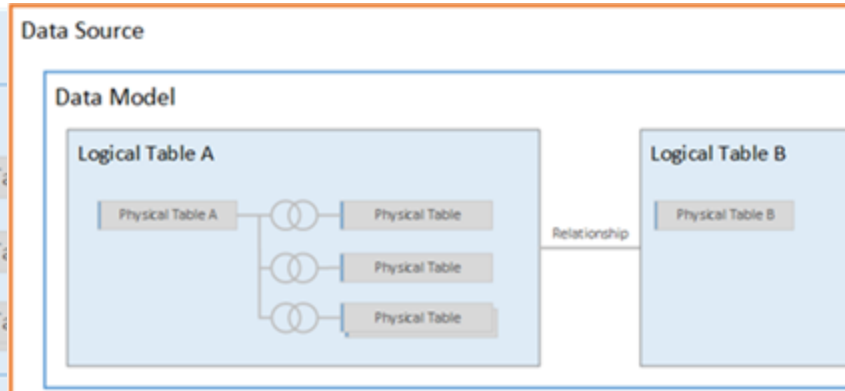 Data Source
Data Model
Logical Table A
Physical Table A
Physical Table
Physical Table
Physical Table
Relationship
Logical Table B
Physical Table B